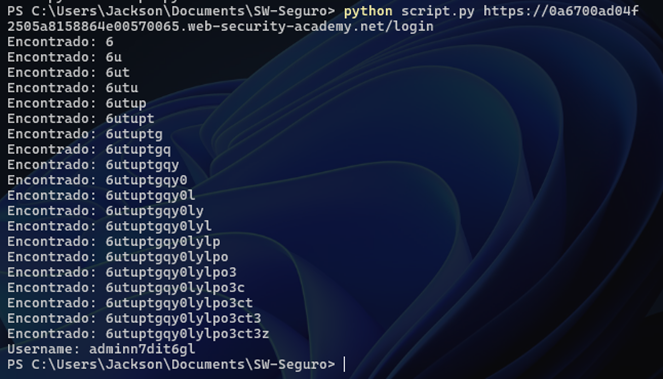 PS C:\Users\Jackson\Documents\SW-Seguro> python script.py https://0a6700ad04f
2505a8158864e00570065.web-security-academy.net/login
Encontrado: 6
Encontrado: 6u
Encontrado: 6ut
Encontrado: 6utu
Encontrado: 6utup
Encontrado: 6utupt
Encontrado: 6utuptg
Encontrado: 6utuptgq
Encontrado: 6utuptgqy
Encontrado: 6utuptgqy0
Encontrado: 6utuptgqy0l
Encontrado: 6utuptgqy0ly
Encontrado: 6utuptgqy0lyl
Encontrado: 6utuptgqy0lylp
Encontrado: 6utuptgqy0lylpo
Encontrado: 6utuptgqy0lylpo3
Encontrado: 6utuptgqy0lylpo3c
Encontrado: 6utuptgqy0lylpo3ct
Encontrado: 6utuptgqy0lylpo3ct3
Encontrado: 6utuptgqy0lylpo3ct3z
Username: adminn7dit6gl
PS C:\Users\Jackson\Documents\SW-Seguro>